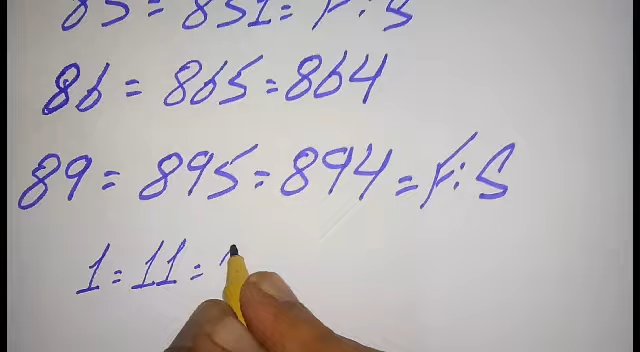 85 = 851 = F:S
86 = 865 = 864
89 = 895 = 894 = F:S
1 = 11 =